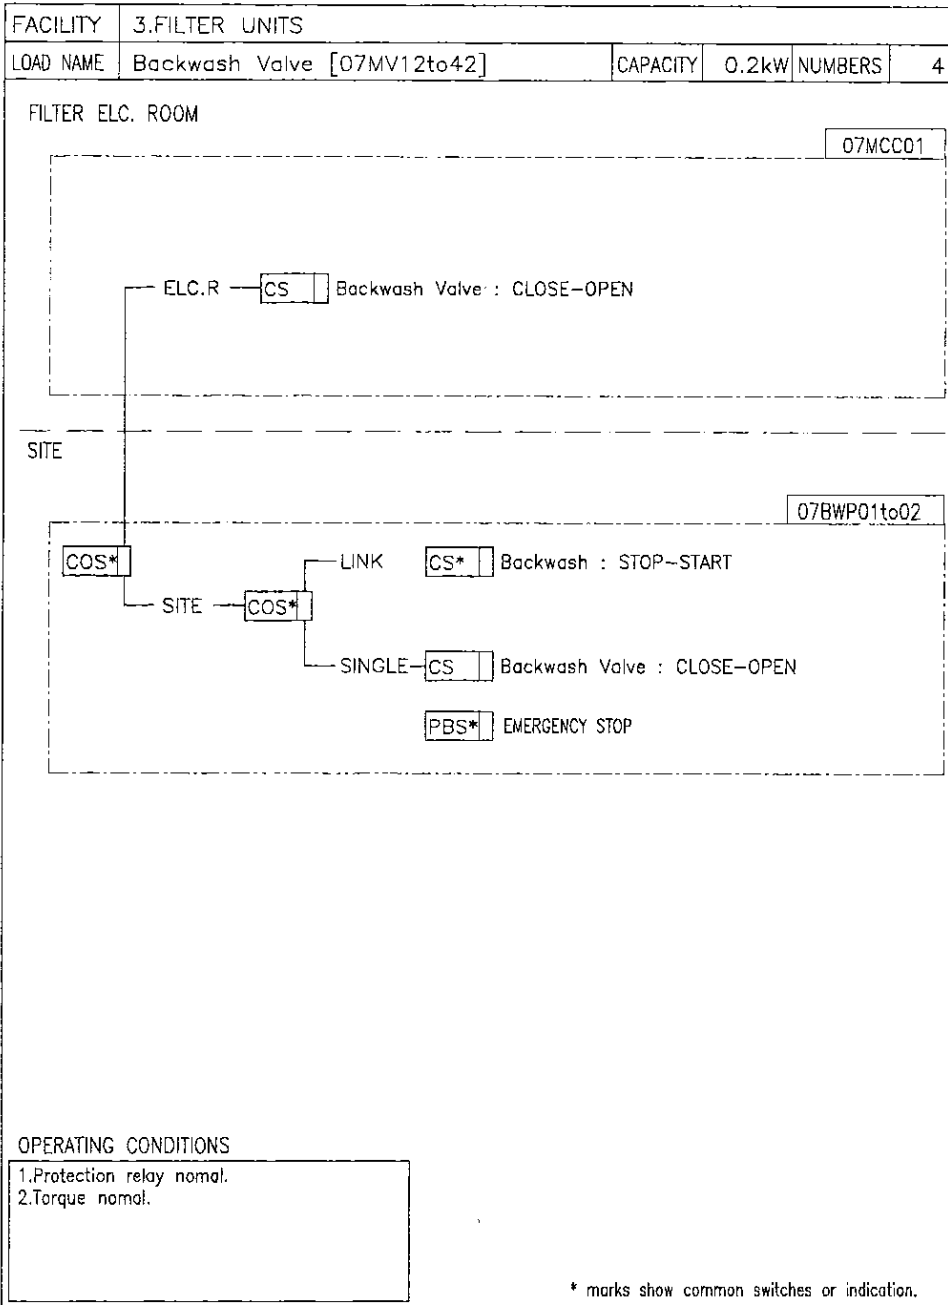 FACILITY 3.FILTER UNITS
LOAD NAME Backwash Valve [07MV12to42] CAPACITY 0.2kW NUMBERS 4
FILTER ELC. ROOM
07MCC01
ELC.R CS Backwash Valve : CLOSE-OPEN
SITE
07BWP01to02
COS* LINK CS* Backwash : STOP-START
SITE COS*
SINGLE CS Backwash Valve : CLOSE-OPEN
PBS* EMERGENCY STOP
OPERATING CONDITIONS
1.Protection relay nomal.
2.Torque nomal.
* marks show common switches or indication.